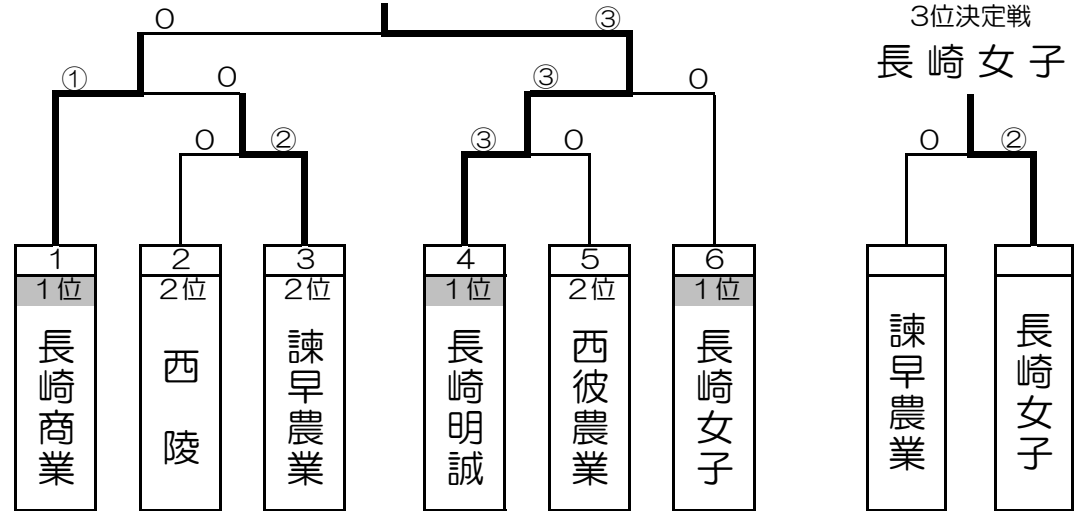 0 ③ 3位決定戦
長崎女子
① 0 ③ 0
0 ② ③ 0 0 ②
1 2 3 4 5 6
1位 2位 2位 1位 2位 1位
長崎商業
西陵
諫早農業
長崎明誠
西彼農業
長崎女子
諫早農業
長崎女子